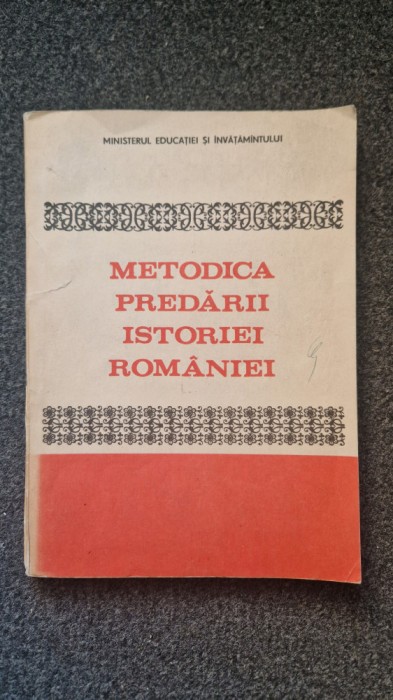 MINISTERUL EDUCAȚIEI ȘI ÎNVĂȚĂMÎNTULUI
METODICA
PREDĂRII
ISTORIEI
ROMÂNIEI